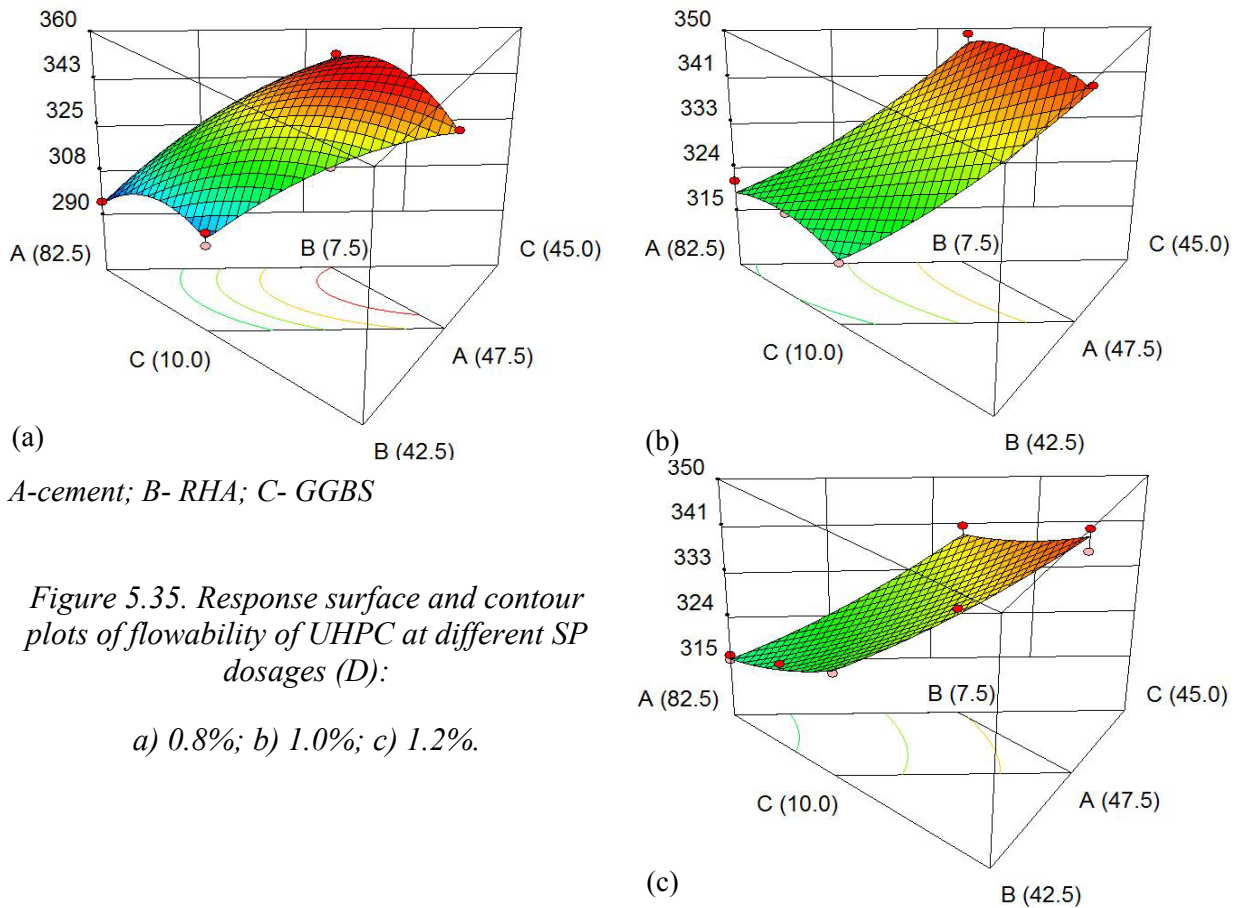 360
343
325
308
290
A (82.5)
B (7.5)
C (45.0)
C (10.0)
A (47.5)
B (42.5)
(a)
350
341
333
324
315
A (82.5)
B (7.5)
C (45.0)
C (10.0)
A (47.5)
B (42.5)
(b)
A-cement; B- RHA; C- GGBS
Figure 5.35. Response surface and contour
plots of flowability of UHPC at different SP
dosages (D):
a) 0.8%; b) 1.0%; c) 1.2%.
350
341
333
324
315
A (82.5)
B (7.5)
C (45.0)
C (10.0)
A (47.5)
B (42.5)
(c)